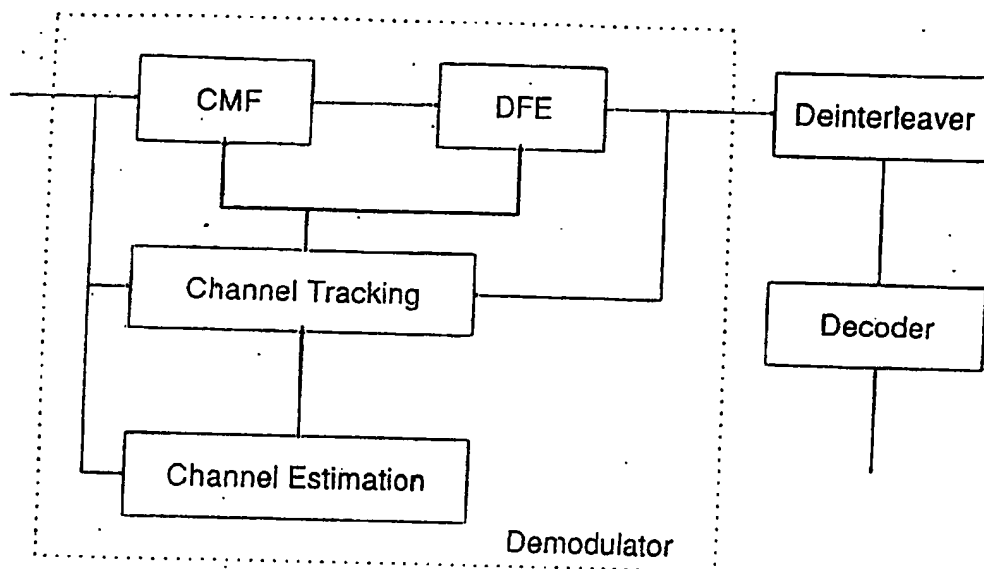 CMF
DFE
Deinterleaver
Channel Tracking
Decoder
Channel Estimation
Demodulator